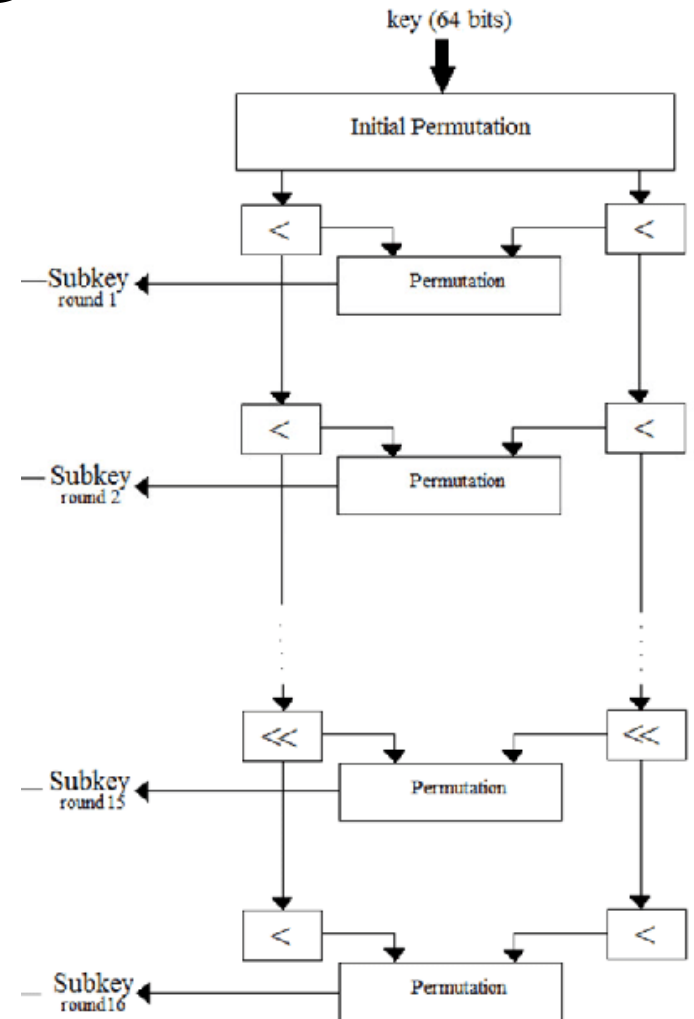 key (64 bits)
Initial Permutation
<
<
Subkey
round 1
Permutation
<
<
Subkey
round 2
Permutation
<<
<<
Subkey
round 15
Permutation
<
<
Subkey
round16
Permutation